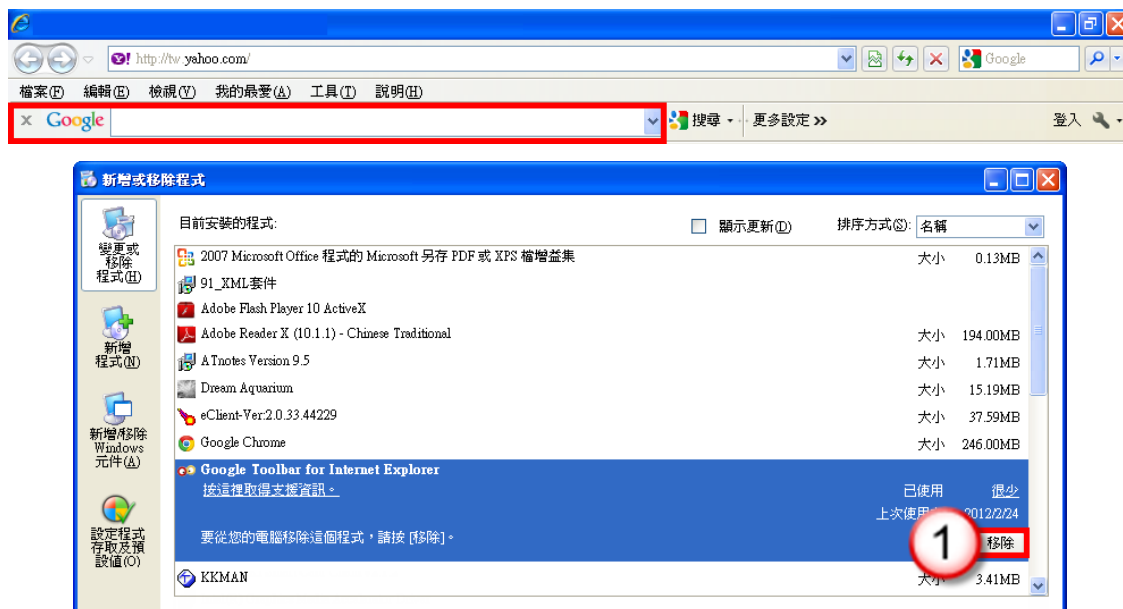 http://tw.yahoo.com/
Google
檔案(F) 編輯(E) 檢視(V) 我的最愛(A) 工具(T) 說明(H)
x Google 搜尋 更多設定 >> 登入
新增或移除程式
變更或
移除
程式(H)
新增
程式(N)
新增/移除
Windows
元件(A)
設定程式
存取及預
設值(O)
目前安裝的程式: 顯示更新(D) 排序方式(S): 名稱
2007 Microsoft Office 程式的 Microsoft 另存 PDF 或 XPS 檔增益集 大小 0.13MB
91_XML套件
Adobe Flash Player 10 ActiveX
Adobe Reader X (10.1.1) - Chinese Traditional 大小 194.00MB
ATnotes Version 9.5 大小 1.71MB
Dream Aquarium 大小 15.19MB
eClient-Ver:2.0.33.44229 大小 37.59MB
Google Chrome 大小 246.00MB
Google Toolbar for Internet Explorer
按這裡取得支援資訊。 已使用 很少
上次使用 2012/2/24
要從您的電腦移除這個程式，請按 [移除]。 1 移除
KKMAN 大小 3.41MB